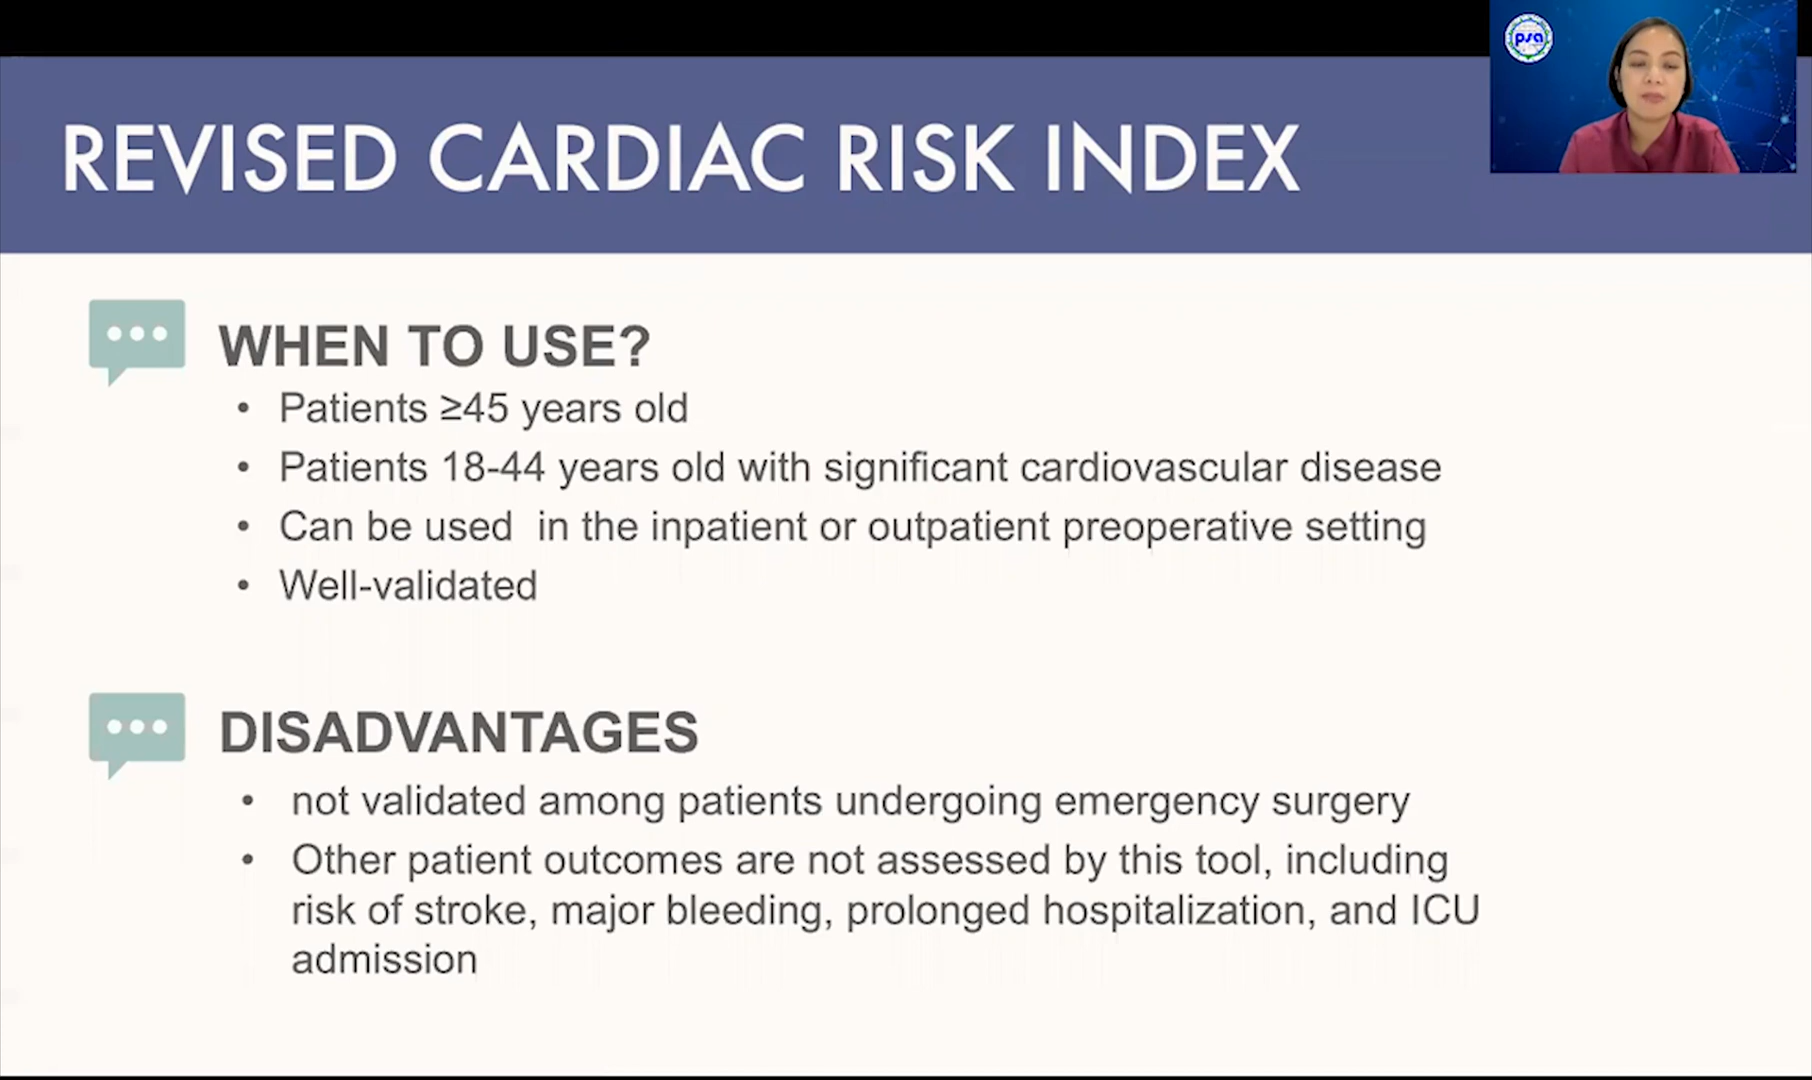 psa
REVISED CARDIAC RISK INDEX
WHEN TO USE?
• Patients ≥45 years old
• Patients 18-44 years old with significant cardiovascular disease
• Can be used  in the inpatient or outpatient preoperative setting
• Well-validated
DISADVANTAGES
• not validated among patients undergoing emergency surgery
• Other patient outcomes are not assessed by this tool, including
risk of stroke, major bleeding, prolonged hospitalization, and ICU
admission